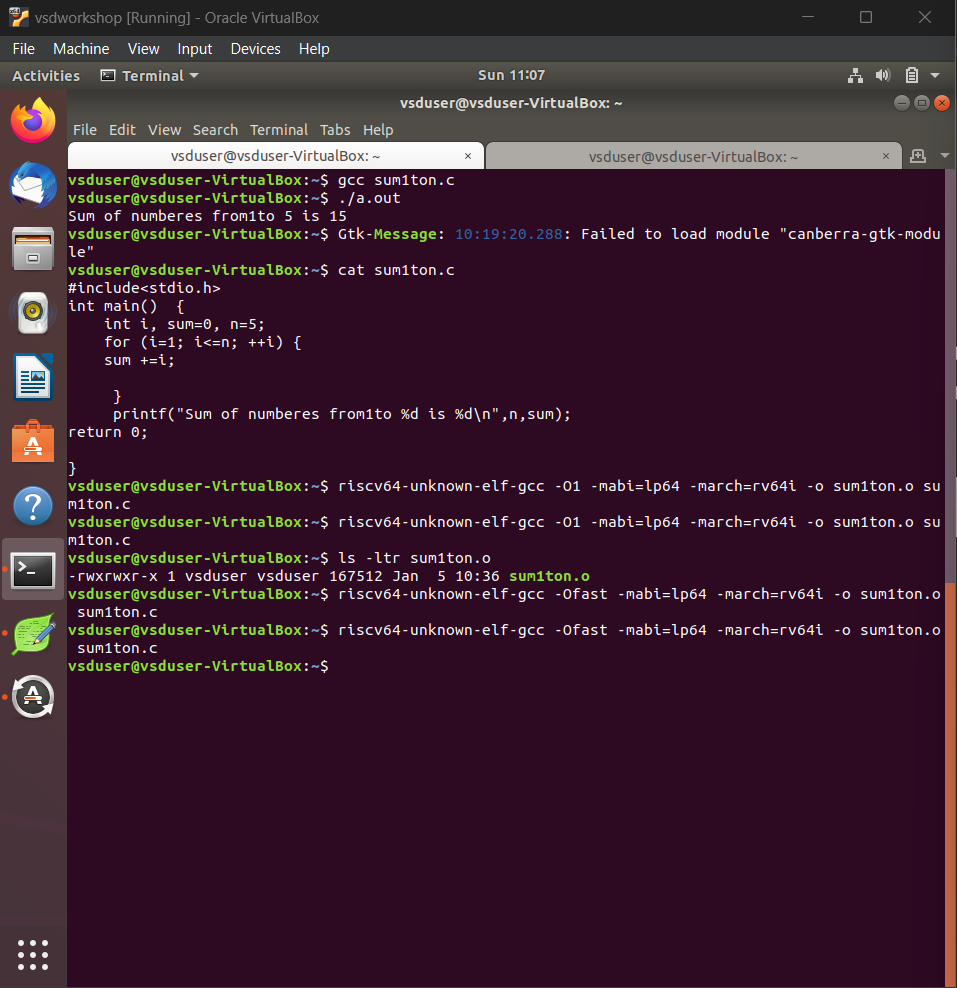 vsdworkshop [Running] - Oracle VirtualBox
File Machine View Input Devices Help
Activities Terminal Sun 11:07
vsduser@vsduser-VirtualBox: ~
File Edit View Search Terminal Tabs Help
vsduser@vsduser-VirtualBox: ~ × vsduser@vsduser-VirtualBox: ~ ×
vsduser@vsduser-VirtualBox:~$ gcc sum1ton.c
vsduser@vsduser-VirtualBox:~$ ./a.out
Sum of numberes from1to 5 is 15
vsduser@vsduser-VirtualBox:~$ Gtk-Message: 10:19:20.288: Failed to load module "canberra-gtk-modu
le"
vsduser@vsduser-VirtualBox:~$ cat sum1ton.c
#include<stdio.h>
int main()  {
    int i, sum=0, n=5;
    for (i=1; i<=n; ++i) {
    sum +=i;
     }
     printf("Sum of numberes from1to %d is %d\n",n,sum);
return 0;
}
vsduser@vsduser-VirtualBox:~$ riscv64-unknown-elf-gcc -O1 -mabi=lp64 -march=rv64i -o sum1ton.o su
m1ton.c
vsduser@vsduser-VirtualBox:~$ riscv64-unknown-elf-gcc -O1 -mabi=lp64 -march=rv64i -o sum1ton.o su
m1ton.c
vsduser@vsduser-VirtualBox:~$ ls -ltr sum1ton.o
-rwxrwxr-x 1 vsduser vsduser 167512 Jan  5 10:36 sum1ton.o
vsduser@vsduser-VirtualBox:~$ riscv64-unknown-elf-gcc -Ofast -mabi=lp64 -march=rv64i -o sum1ton.o
 sum1ton.c
vsduser@vsduser-VirtualBox:~$ riscv64-unknown-elf-gcc -Ofast -mabi=lp64 -march=rv64i -o sum1ton.o
 sum1ton.c
vsduser@vsduser-VirtualBox:~$